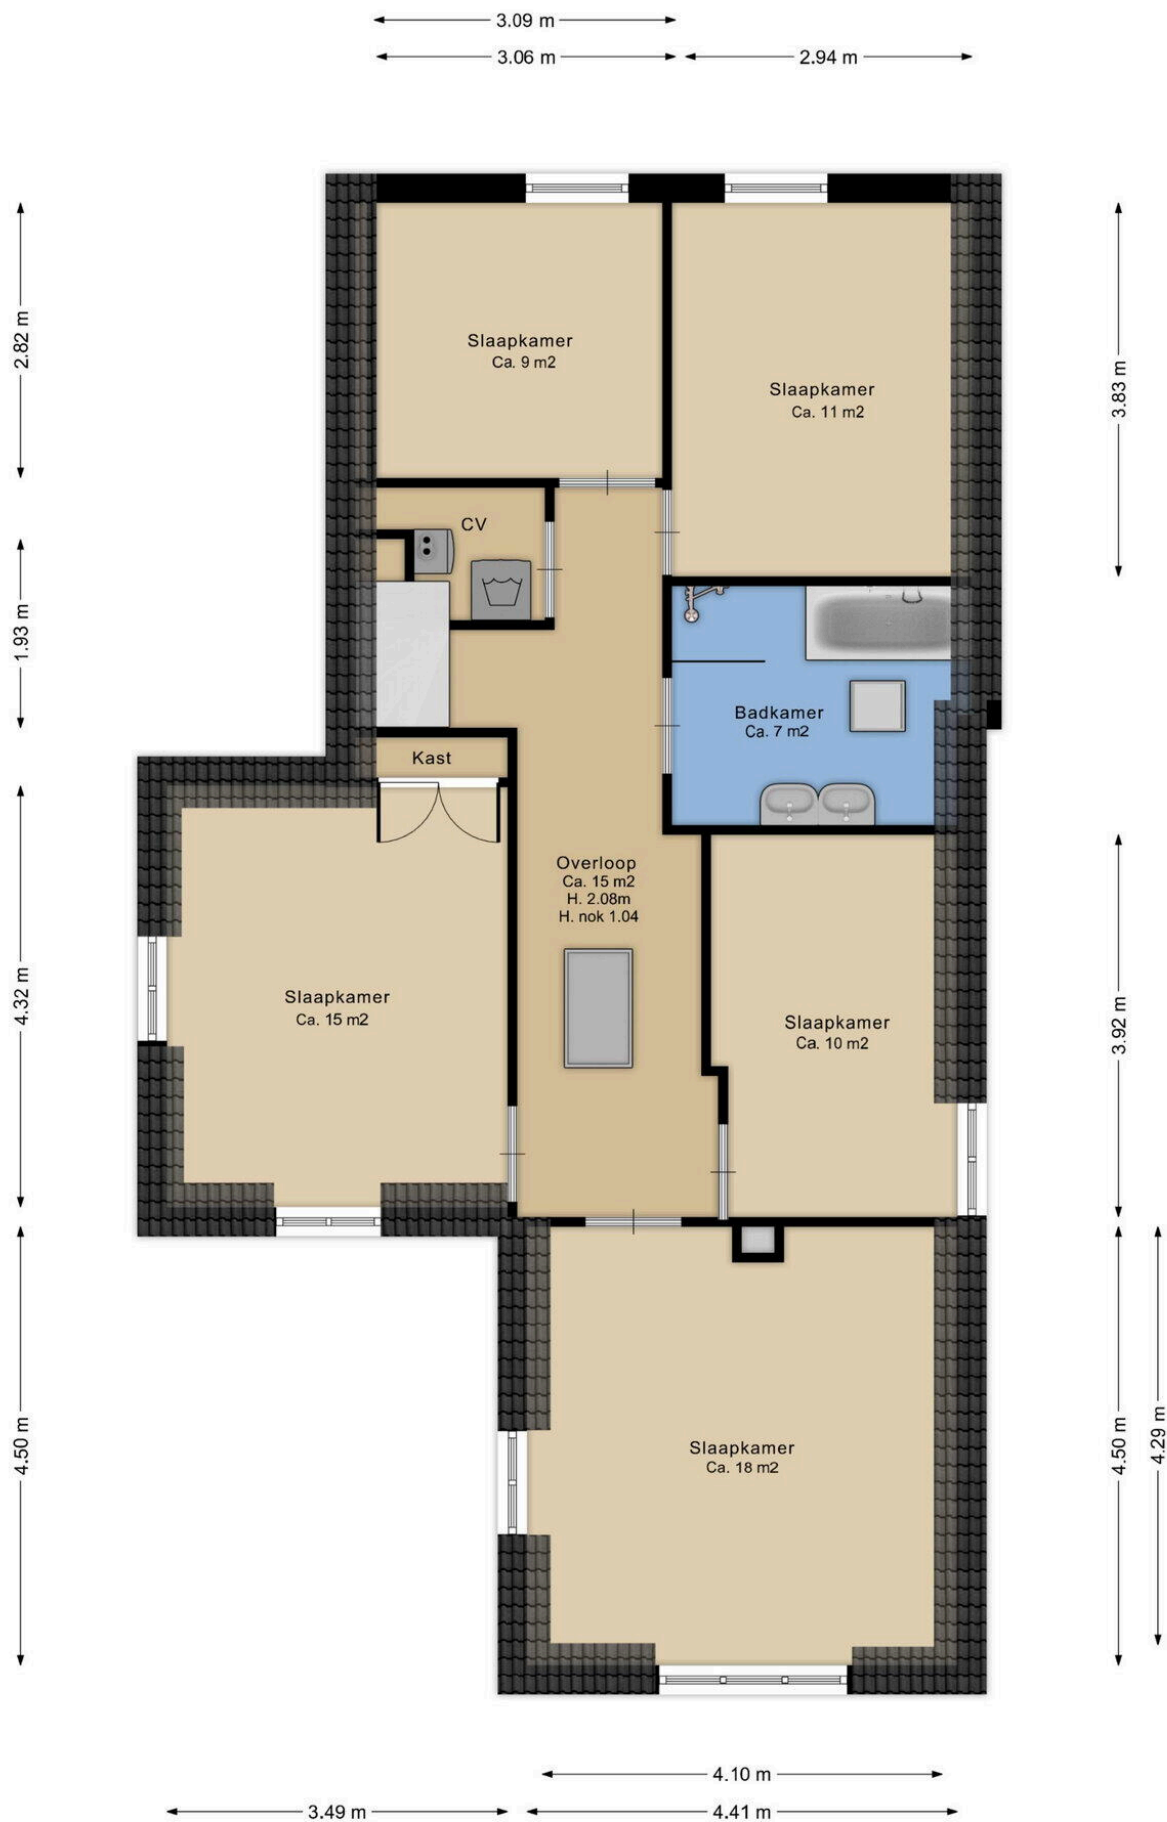 3.09 m
3.06 m
2.94 m
2.82 m
Slaapkamer
Ca. 9 m2
Slaapkamer
Ca. 11 m2
3.83 m
CV
1.93 m
Badkamer
Ca. 7 m2
Kast
Overloop
Ca. 15 m2
H. 2.08m
H. nok 1.04
4.32 m
Slaapkamer
Ca. 15 m2
Slaapkamer
Ca. 10 m2
3.92 m
4.50 m
Slaapkamer
Ca. 18 m2
4.50 m
4.29 m
4.10 m
3.49 m
4.41 m